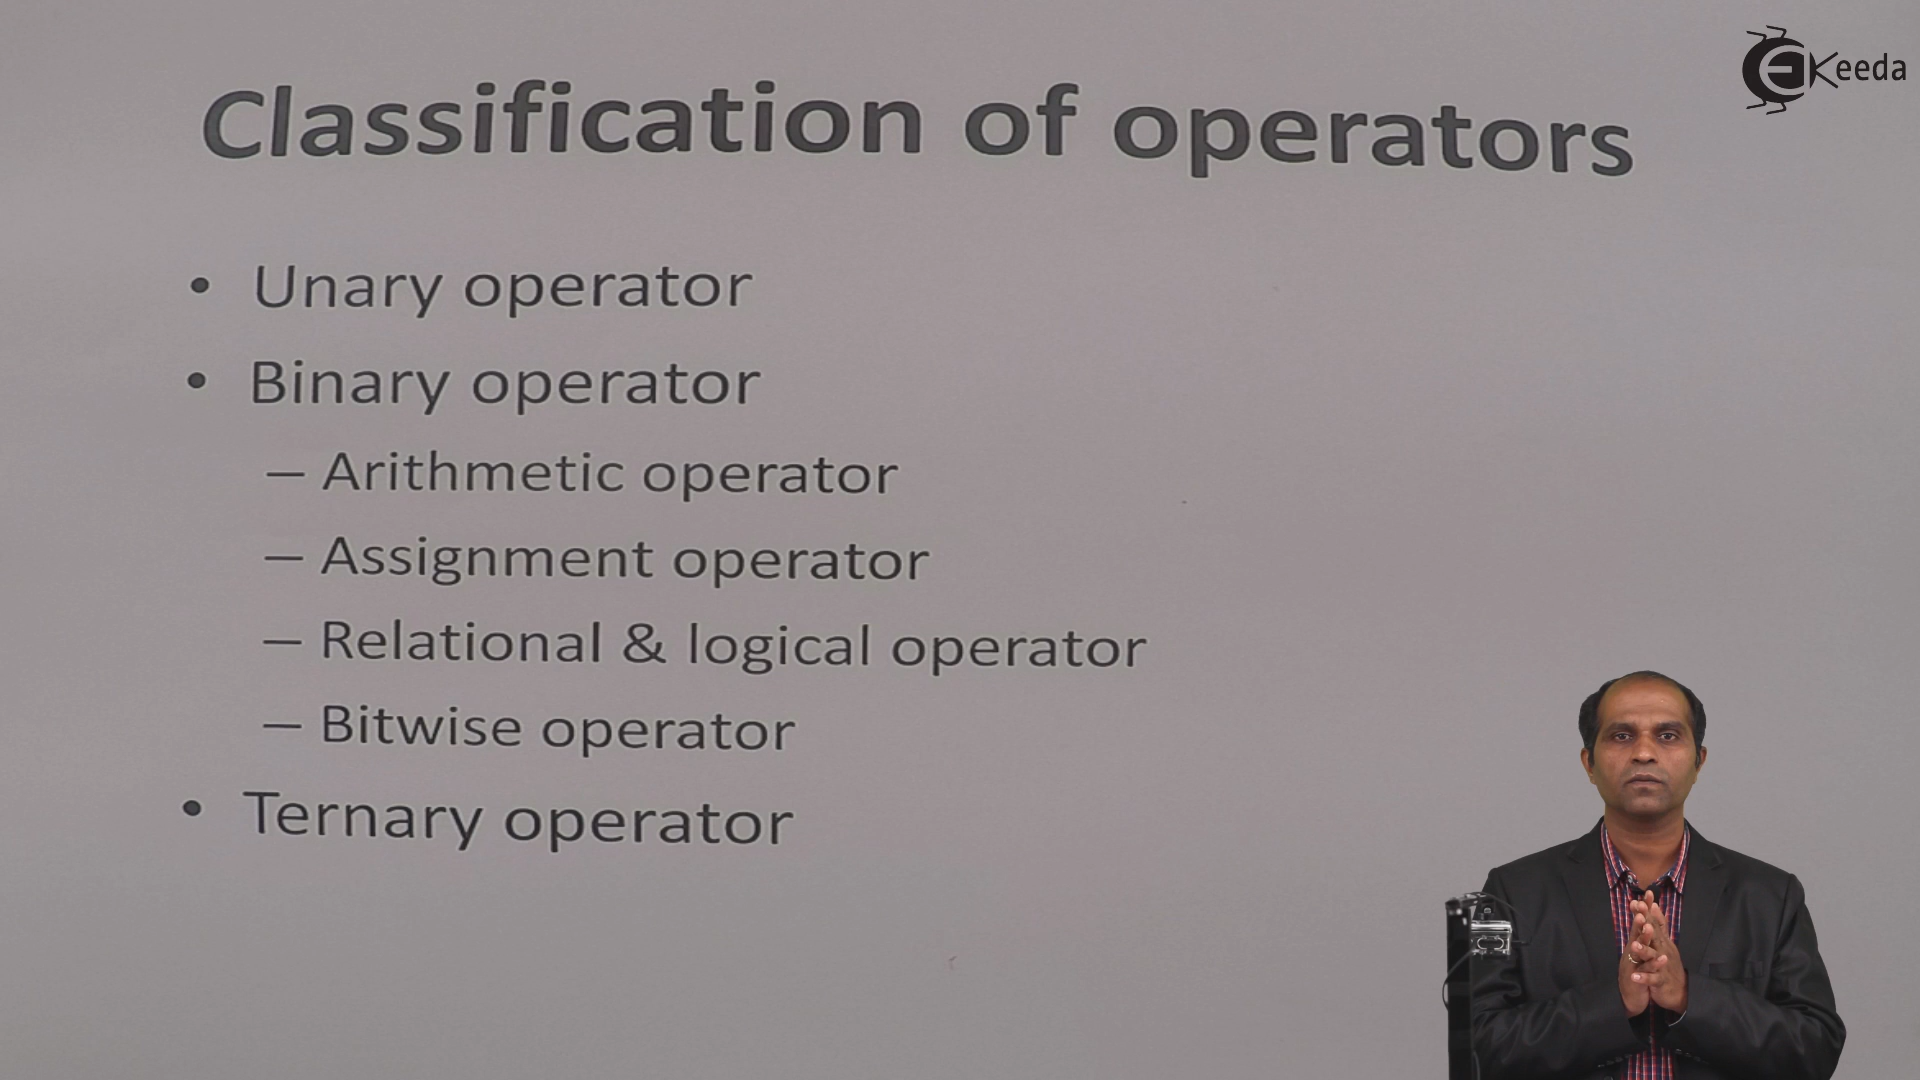 Classification of operators
EKeeda
• Unary operator
• Binary operator
– Arithmetic operator
– Assignment operator
– Relational & logical operator
– Bitwise operator
• Ternary operator